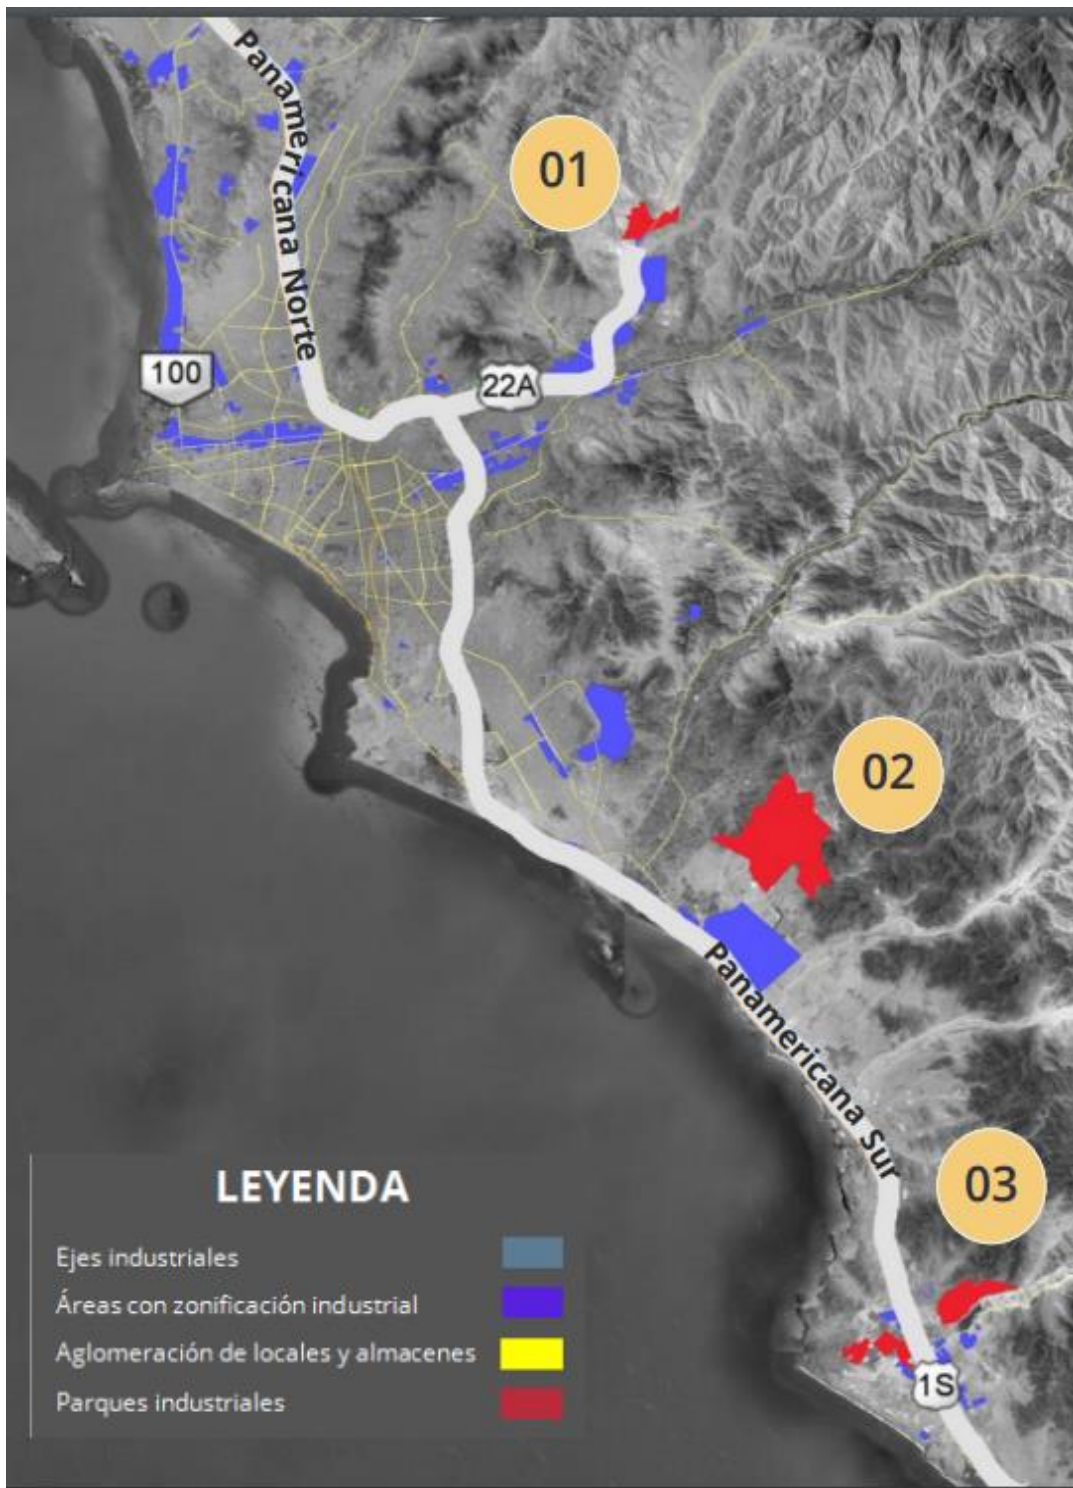 Panamericana Norte
01
100
22A
02
Panamericana Sur
03
1S
LEYENDA
Ejes industriales
Áreas con zonificación industrial
Aglomeración de locales y almacenes
Parques industriales